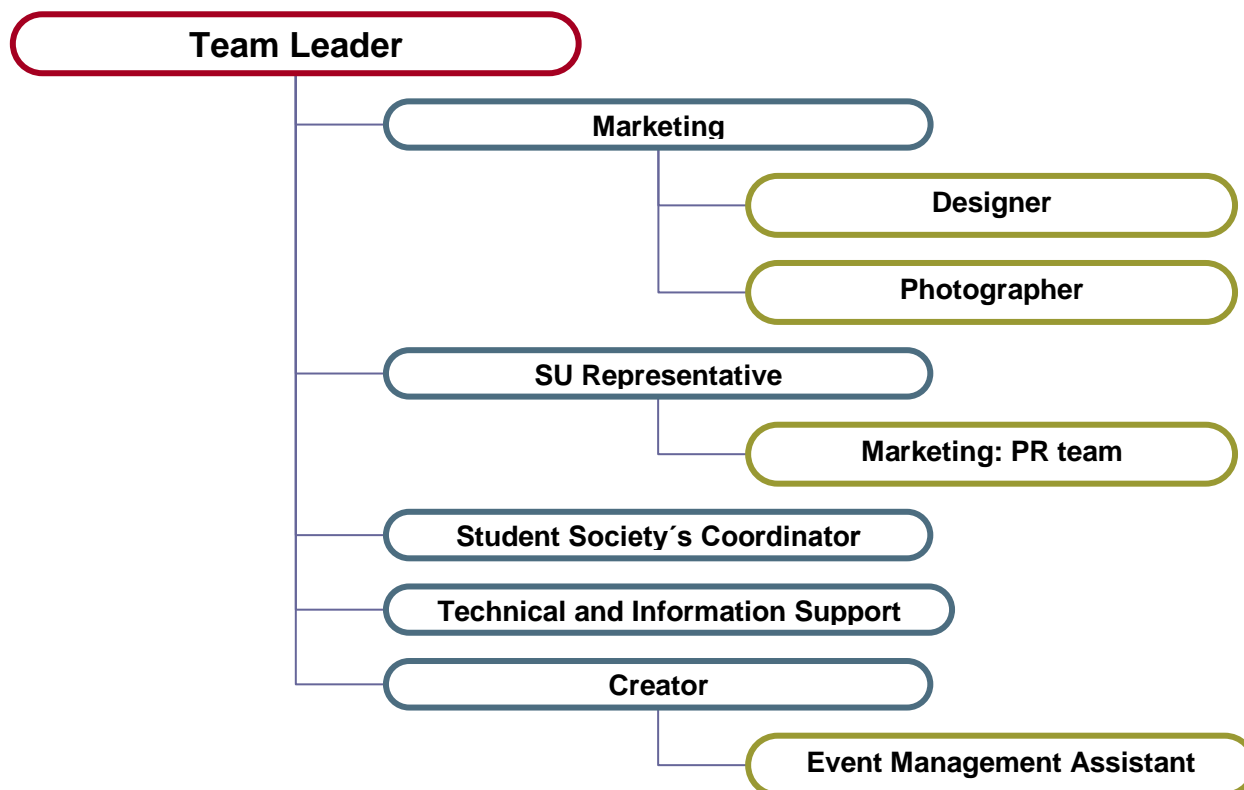 Team Leader
Marketing
Designer
Photographer
SU Representative
Marketing: PR team
Student Society´s Coordinator
Technical and Information Support
Creator
Event Management Assistant